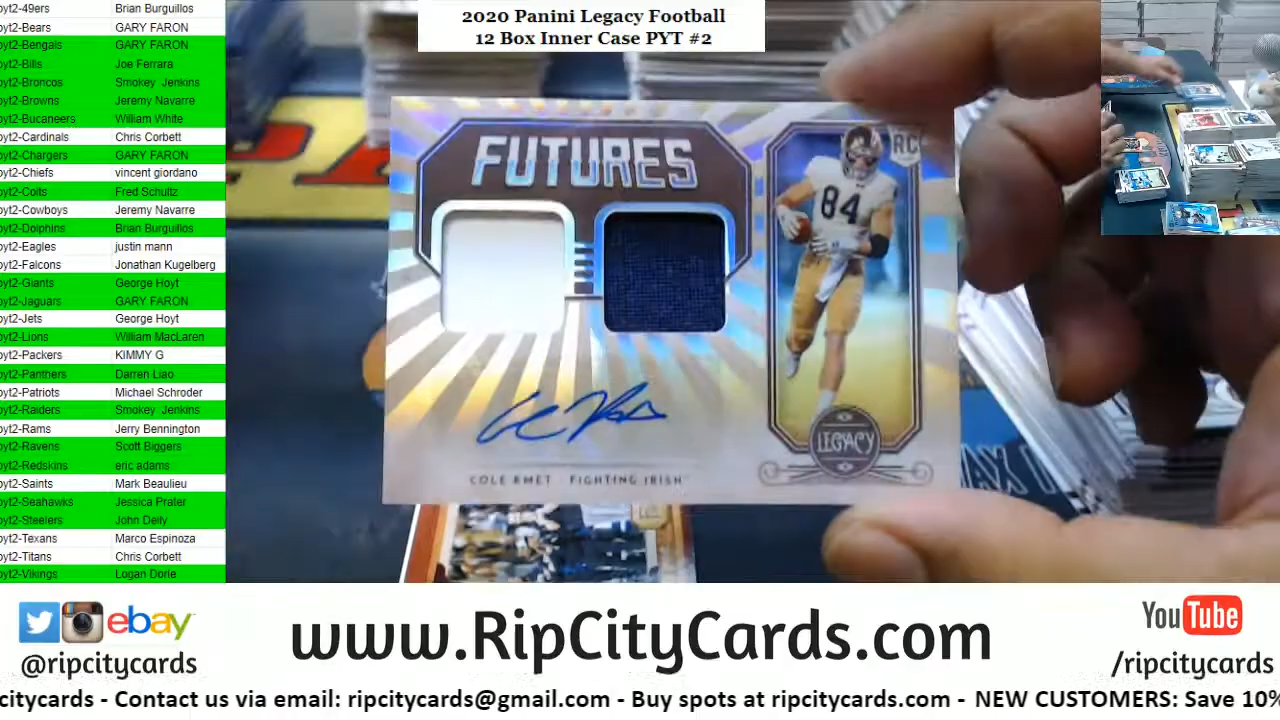 2020 Panini Legacy Football
12 Box Inner Case PYT #2
pyt2-49ers Brian Burguillos
pyt2-Bears GARY FARON
pyt2-Bengals GARY FARON
pyt2-Bills Joe Ferrara
pyt2-Broncos Smokey Jenkins
pyt2-Browns Jeremy Navarre
pyt2-Bucaneers William White
pyt2-Cardinals Chris Corbett
pyt2-Chargers GARY FARON
pyt2-Chiefs vincent giordano
pyt2-Colts Fred Schultz
pyt2-Cowboys Jeremy Navarre
pyt2-Dolphins Brian Burguillos
pyt2-Eagles justin mann
pyt2-Falcons Jonathan Kugelberg
pyt2-Giants George Hoyt
pyt2-Jaguars GARY FARON
pyt2-Jets George Hoyt
pyt2-Lions William MacLaren
pyt2-Packers KIMMY G
pyt2-Panthers Darren Liao
pyt2-Patriots Michael Schroder
pyt2-Raiders Smokey Jenkins
pyt2-Rams Jerry Bennington
pyt2-Ravens Scott Biggers
pyt2-Redskins eric adams
pyt2-Saints Mark Beaulieu
pyt2-Seahawks Jessica Prater
pyt2-Steelers John Deily
pyt2-Texans Marco Espinoza
pyt2-Titans Chris Corbett
pyt2-Vikings Logan Dorle
FUTURES
RC
84
LEGACY
COLE KMET FIGHTING IRISH
ebay
@ripcitycards
www.RipCityCards.com
YouTube
/ripcitycards
citycards - Contact us via email: ripcitycards@gmail.com - Buy spots at ripcitycards.com - NEW CUSTOMERS: Save 10%